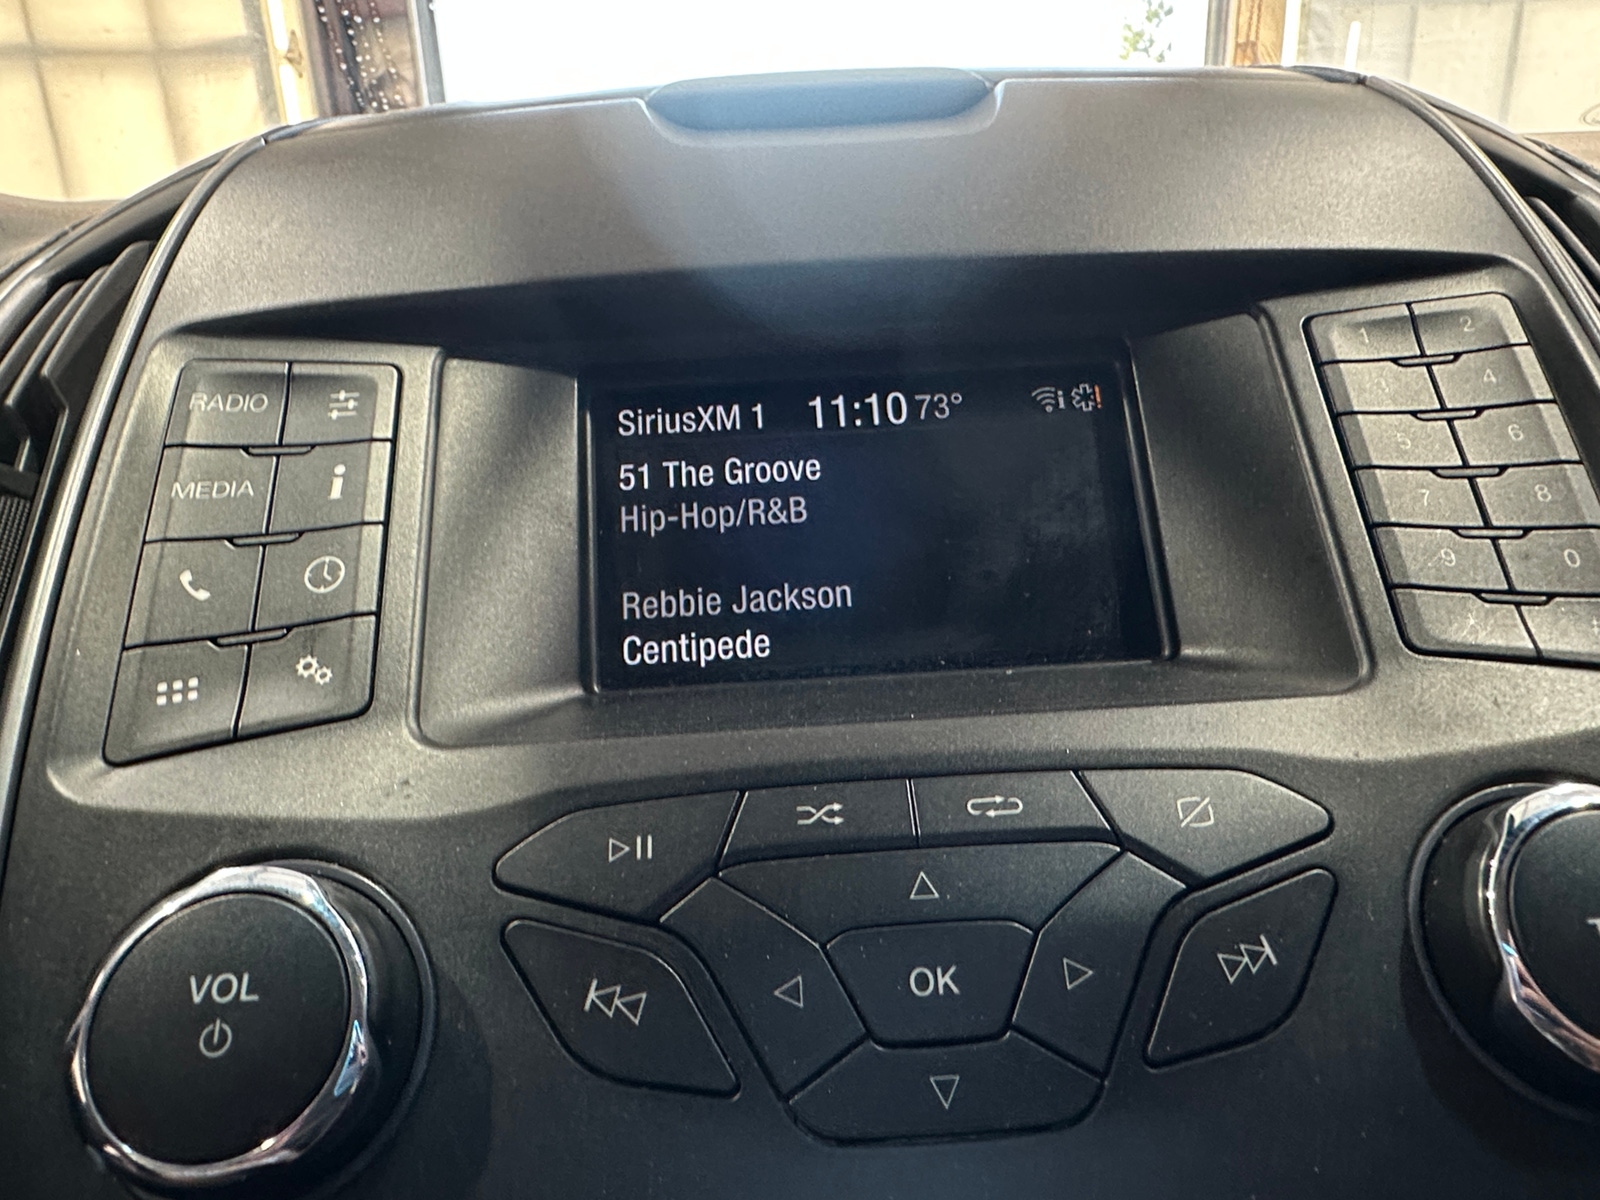 SiriusXM 1 11:10 73°
51 The Groove
Hip-Hop/R&B
Rebbie Jackson
Centipede
RADIO
MEDIA
i
1 2
3 4
5 6
7 8
9 0
*
VOL
OK